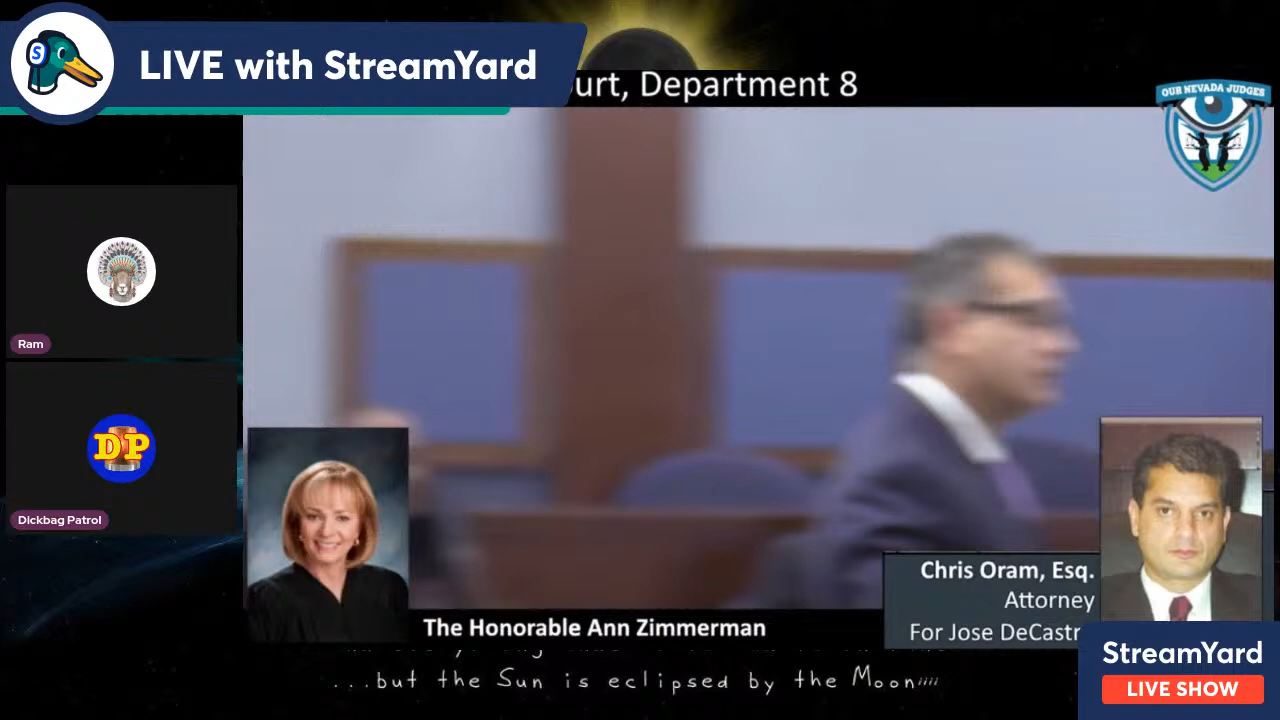 LIVE with StreamYard
urt, Department 8
OUR NEVADA JUDGES
S
Ram
DP
Dickbag Patrol
Chris Oram, Esq.
Attorney
For Jose DeCastr
The Honorable Ann Zimmerman
...but the Sun is eclipsed by the Moon
StreamYard
LIVE SHOW